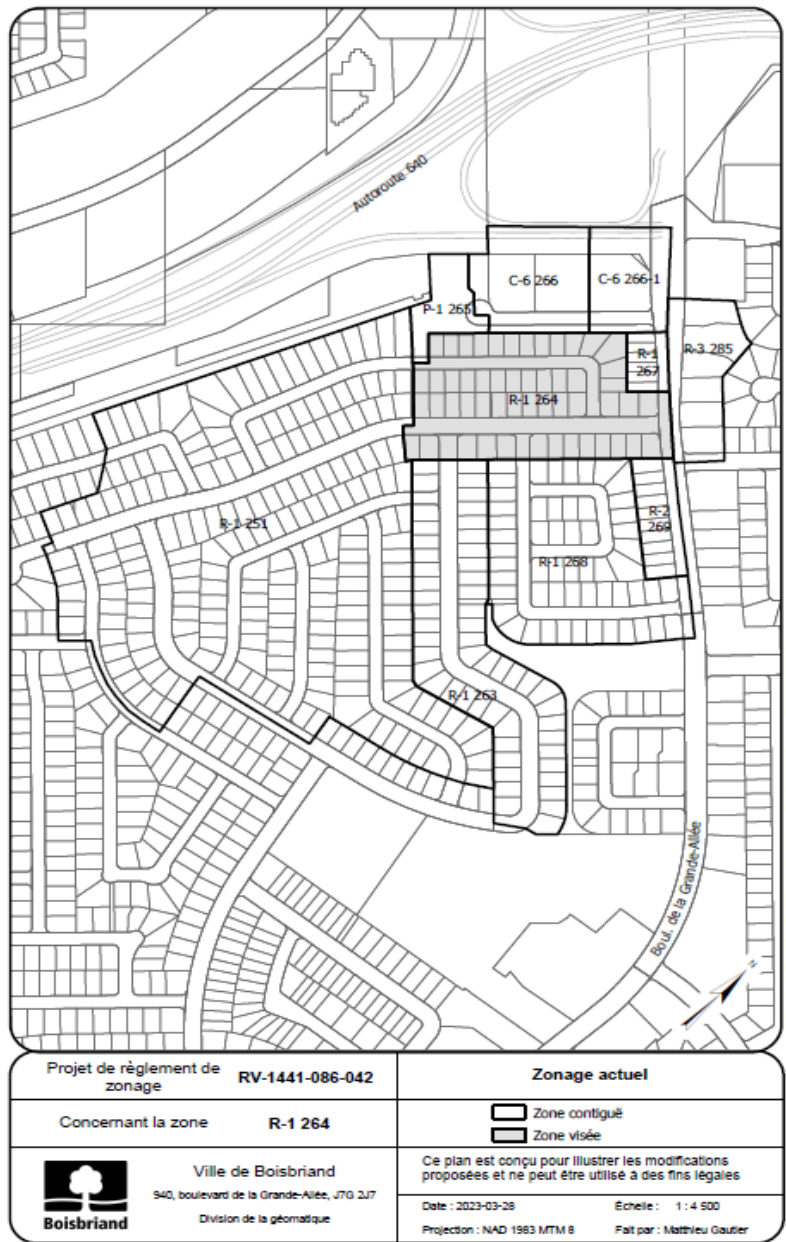 Autoroute 640
C-6 266
C-6 266-1
P-1 265
R-1
267
R-3 285
R-1 264
R-2
269
R-1 251
R-1 268
R-1 263
Boul. de la Grande-Allée
N
Projet de règlement de
zonage
RV-1441-086-042
Zonage actuel
Concernant la zone
R-1 264
Zone contiguë
Zone visée
Boisbriand
Ville de Boisbriand
940, boulevard de la Grande-Allée, J7G 2J7
Division de la géomatique
Ce plan est conçu pour illustrer les modifications
proposées et ne peut être utilisé à des fins légales
Date : 2023-03-28
Échelle : 1 : 4 500
Projection : NAD 1983 MTM 8
Fait par : Matthieu Gautier